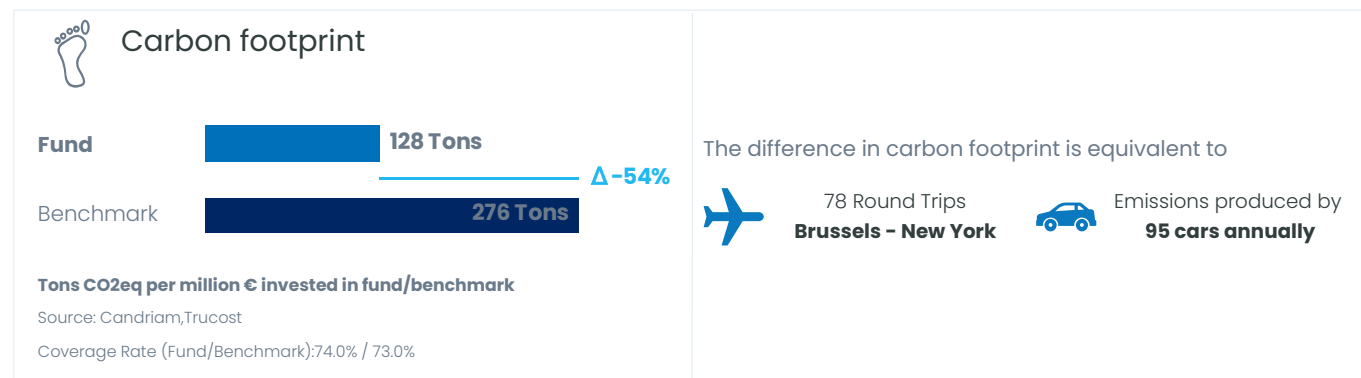 Carbon footprint
Fund
128 Tons
Δ -54%
Benchmark
276 Tons
Tons CO2eq per million € invested in fund/benchmark
Source: Candriam,Trucost
Coverage Rate (Fund/Benchmark):74.0% / 73.0%
The difference in carbon footprint is equivalent to
78 Round Trips
Brussels - New York
Emissions produced by
95 cars annually